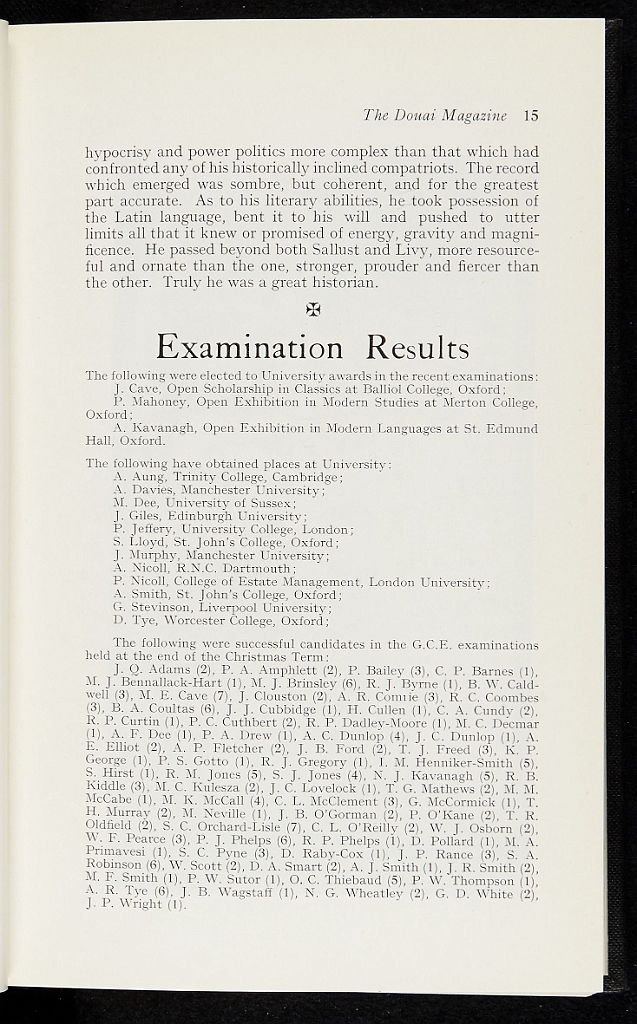 The Douai Magazine 15
hypocrisy and power politics more complex than that which had
confronted any of his historically inclined compatriots. The record
which emerged was sombre, but coherent, and for the greatest
part accurate. As to his literary abilities, he took possession of
the Latin language, bent it to his will and pushed to utter
limits all that it knew or promised of energy, gravity and magni-
ficence. He passed beyond both Sallust and Livy, more resource-
ful and ornate than the one, stronger, prouder and fiercer than
the other. Truly he was a great historian.
✠
Examination Results
The following were elected to University awards in the recent examinations:
J. Cave, Open Scholarship in Classics at Balliol College, Oxford;
P. Mahoney, Open Exhibition in Modern Studies at Merton College,
Oxford;
A. Kavanagh, Open Exhibition in Modern Languages at St. Edmund
Hall, Oxford.
The following have obtained places at University:
A. Aung, Trinity College, Cambridge;
A. Davies, Manchester University;
M. Dee, University of Sussex;
J. Giles, Edinburgh University;
P. Jeffery, University College, London;
S. Lloyd, St. John's College, Oxford;
J. Murphy, Manchester University;
A. Nicoll, R.N.C. Dartmouth;
P. Nicoll, College of Estate Management, London University;
A. Smith, St. John's College, Oxford;
G. Stevinson, Liverpool University;
D. Tye, Worcester College, Oxford;
The following were successful candidates in the G.C.E. examinations
held at the end of the Christmas Term:
J. Q. Adams (2), P. A. Amphlett (2), P. Bailey (3), C. P. Barnes (1),
M. J. Bennallack-Hart (1), M. J. Brinsley (6), R. J. Byrne (1), B. W. Cald-
well (3), M. E. Cave (7), J. Clouston (2), A. R. Comie (3), R. C. Coombes
(3), B. A. Coultas (6), J. J. Cubbidge (1), H. Cullen (1), C. A. Cundy (2),
R. P. Curtin (1), P. C. Cuthbert (2), R. P. Dadley-Moore (1), M. C. Decmar
(1), A. F. Dee (1), P. A. Drew (1), A. C. Dunlop (4), J. C. Dunlop (1), A.
E. Elliot (2), A. P. Fletcher (2), J. B. Ford (2), T. J. Freed (3), K. P.
George (1), P. S. Gotto (1), R. J. Gregory (1), I. M. Henniker-Smith (5),
S. Hirst (1), R. M. Jones (5), S. J. Jones (4), N. J. Kavanagh (5), R. B.
Kiddle (3), M. C. Kulesza (2), J. C. Lovelock (1), T. G. Mathews (2), M. M.
McCabe (1), M. K. McCall (4), C. L. McClement (3), G. McCormick (1), T.
H. Murray (2), M. Neville (1), J. B. O'Gorman (2), P. O'Kane (2), T. R.
Oldfield (2), S. C. Orchard-Lisle (7), C. L. O'Reilly (2), W. J. Osborn (2),
W. F. Pearce (3), P. J. Phelps (6), R. P. Phelps (1), D. Pollard (1), M. A.
Primavesi (1), S. C. Pyne (3), D. Raby-Cox (1), J. P. Rance (3), S. A.
Robinson (6), W. Scott (2), D. A. Smart (2), A. J. Smith (1), J. R. Smith (2),
M. F. Smith (1), P. W. Sutor (1), O. C. Thiebaud (5), P. W. Thompson (1),
A. R. Tye (6), J. B. Wagstaff (1), N. G. Wheatley (2), G. D. White (2),
J. P. Wright (1).